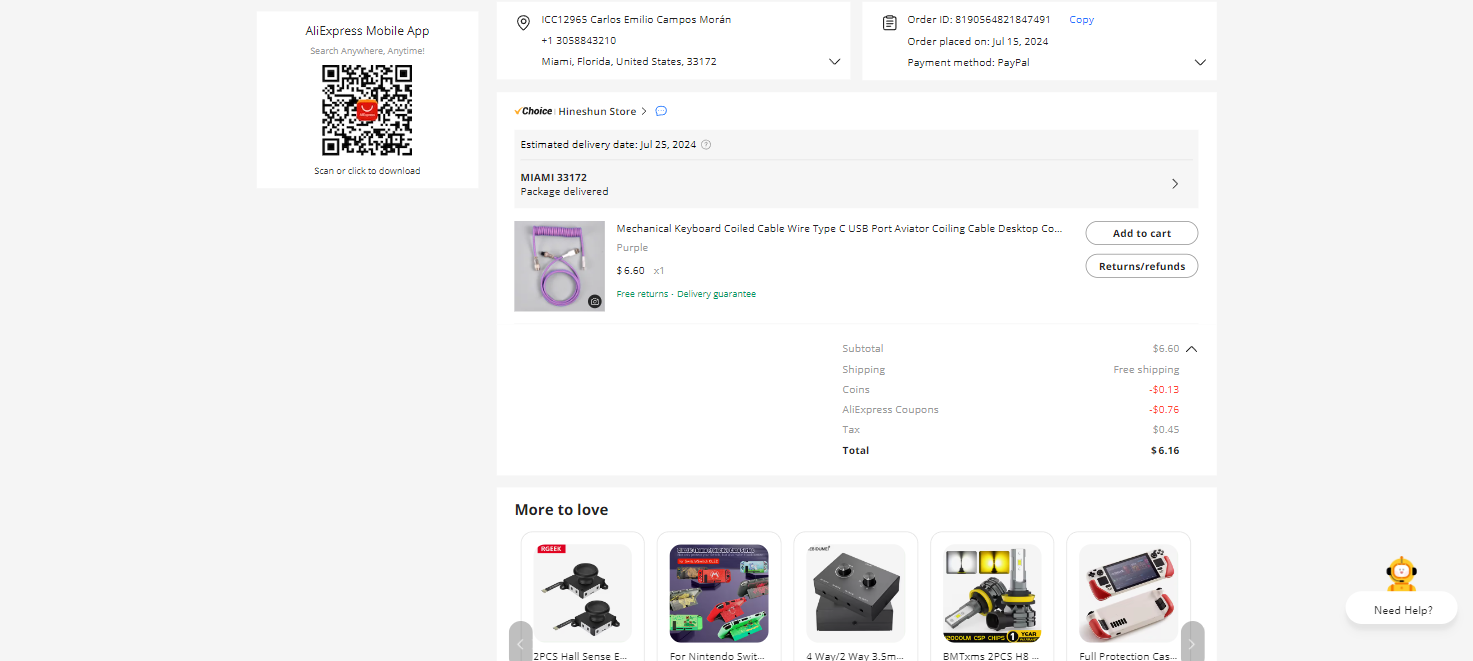 AliExpress Mobile App
Search Anywhere, Anytime!
Scan or click to download
ICC12965 Carlos Emilio Campos Morán
+1 3058843210
Miami, Florida, United States, 33172
Order ID: 8190564821847491 Copy
Order placed on: Jul 15, 2024
Payment method: PayPal
Choice Hineshun Store
Estimated delivery date: Jul 25, 2024
MIAMI 33172
Package delivered
Mechanical Keyboard Coiled Cable Wire Type C USB Port Aviator Coiling Cable Desktop Co...
Purple
$6.60 x1
Free returns - Delivery guarantee
Add to cart
Returns/refunds
Subtotal $6.60
Shipping Free shipping
Coins -$0.13
AliExpress Coupons -$0.76
Tax $0.45
Total $6.16
More to love
RGEEK
2000LM CSP CHIPS 1 YEAR
2PCS Hall Sense E...
For Nintendo Swit...
4 Way/2 Way 3.5m...
BMTxms 2PCS H8 ...
Full Protection Cas...
Need Help?